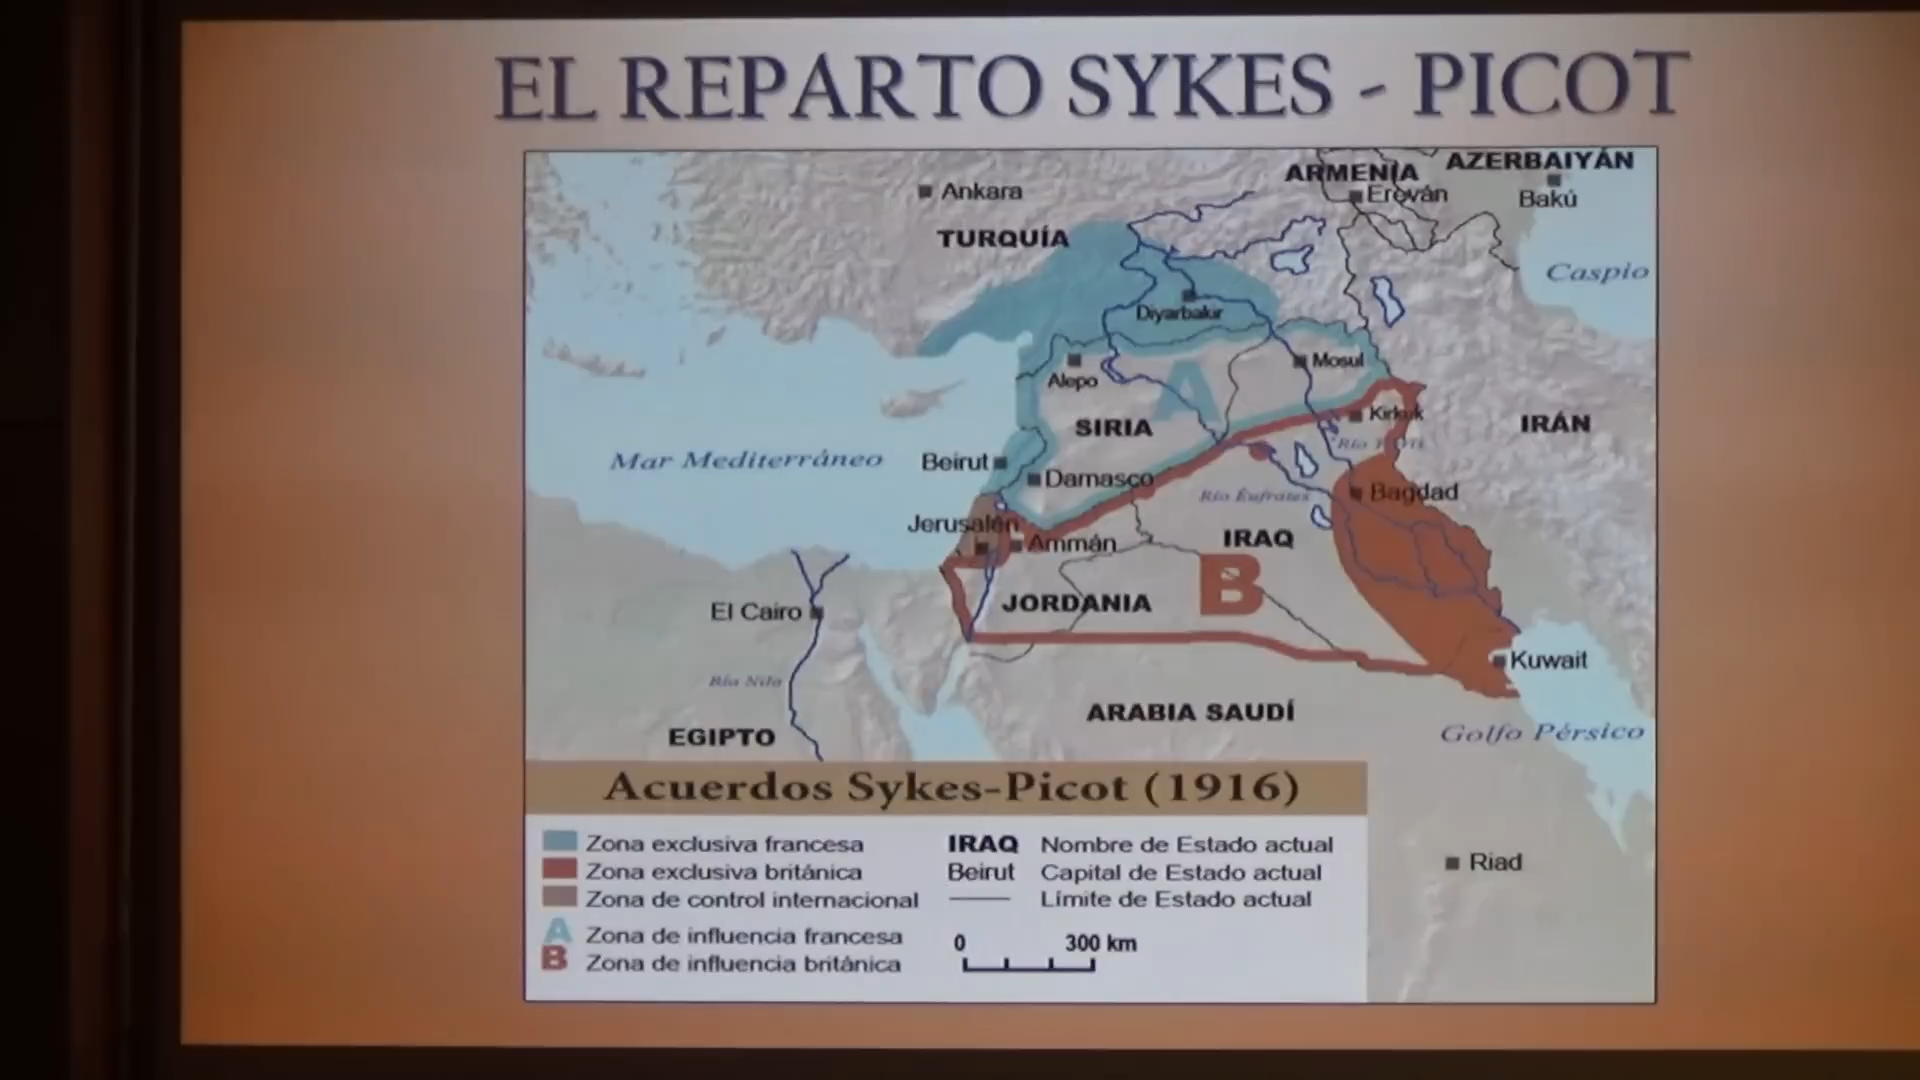 EL REPARTO SYKES - PICOT
ARMENIA
AZERBAIYÁN
Ankara
Ereván
Bakú
TURQUÍA
Caspio
Diyarbakir
Mosul
Alepo
A
Kirkuk
SIRIA
IRÁN
Mar Mediterráneo
Beirut
Damasco
Río Éufrates
Bagdad
Jerusalén
Ammán
IRAQ
B
JORDANIA
El Cairo
Kuwait
Río Nilo
ARABIA SAUDÍ
EGIPTO
Golfo Pérsico
Acuerdos Sykes-Picot (1916)
Zona exclusiva francesa
Zona exclusiva británica
Zona de control internacional
A Zona de influencia francesa
B Zona de influencia británica
IRAQ Nombre de Estado actual
Beirut Capital de Estado actual
Límite de Estado actual
0 300 km
Riad